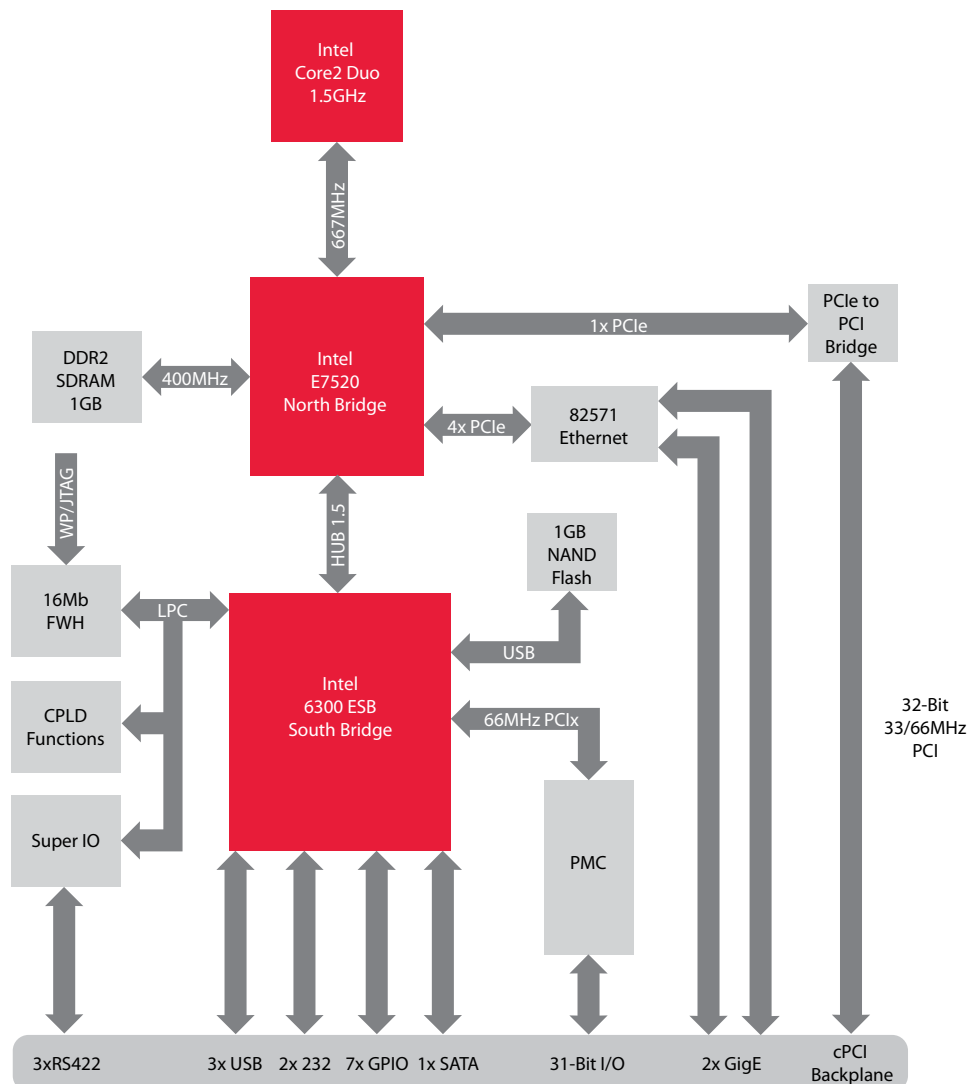 Intel
Core2 Duo
1.5GHz
667MHz
PCIe to
PCI
Bridge
1x PCIe
DDR2
SDRAM
1GB
400MHz
Intel
E7520
North Bridge
4x PCIe
82571
Ethernet
WP/JTAG
HUB 1.5
1GB
NAND
Flash
16Mb
FWH
LPC
USB
Intel
6300 ESB
South Bridge
66MHz PCIx
CPLD
Functions
32-Bit
33/66MHz
PCI
Super IO
PMC
3xRS422
3x USB
2x 232
7x GPIO
1x SATA
31-Bit I/O
2x GigE
cPCI
Backplane